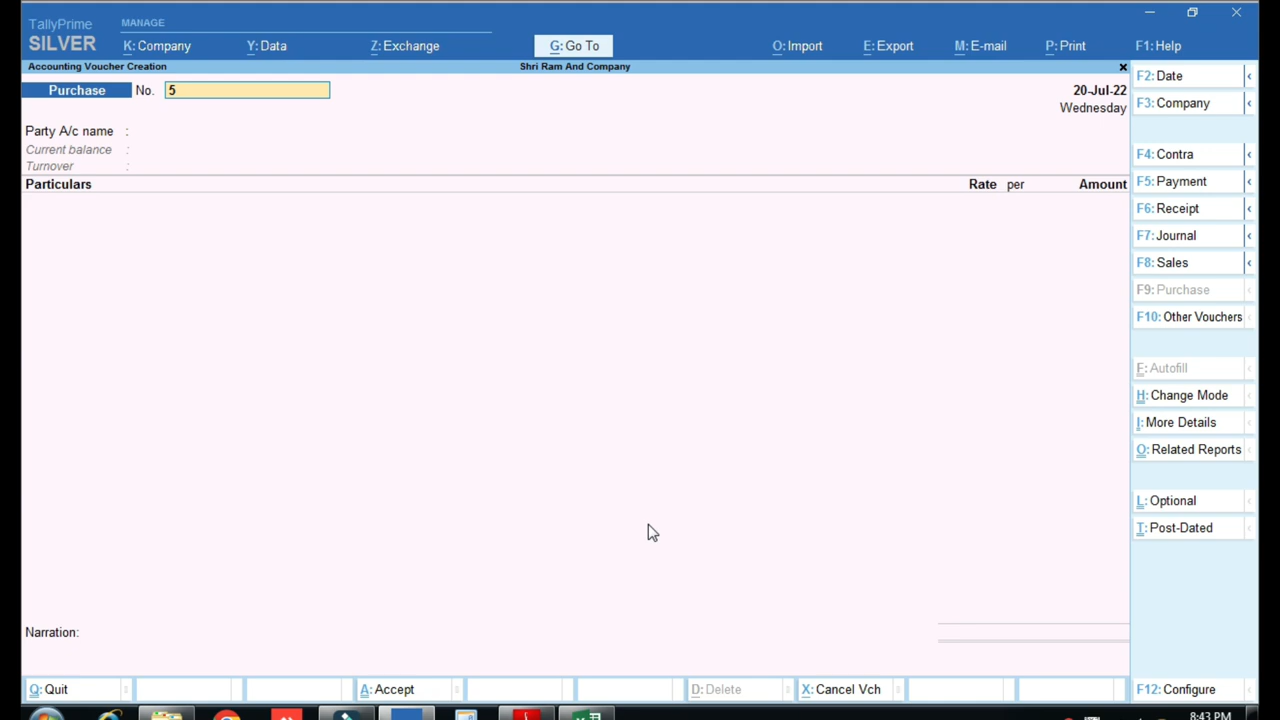 TallyPrime
MANAGE
SILVER
K: Company
Y: Data
Z: Exchange
G: Go To
O: Import
E: Export
M: E-mail
P: Print
F1: Help
Accounting Voucher Creation
Shri Ram And Company
Purchase No. 5
20-Jul-22
Wednesday
Party A/c name :
Current balance :
Turnover :
Particulars
Rate per
Amount
Narration:
F2: Date
F3: Company
F4: Contra
F5: Payment
F6: Receipt
F7: Journal
F8: Sales
F9: Purchase
F10: Other Vouchers
F: Autofill
H: Change Mode
I: More Details
O: Related Reports
L: Optional
T: Post-Dated
Q: Quit
A: Accept
D: Delete
X: Cancel Vch
F12: Configure
8:43 PM